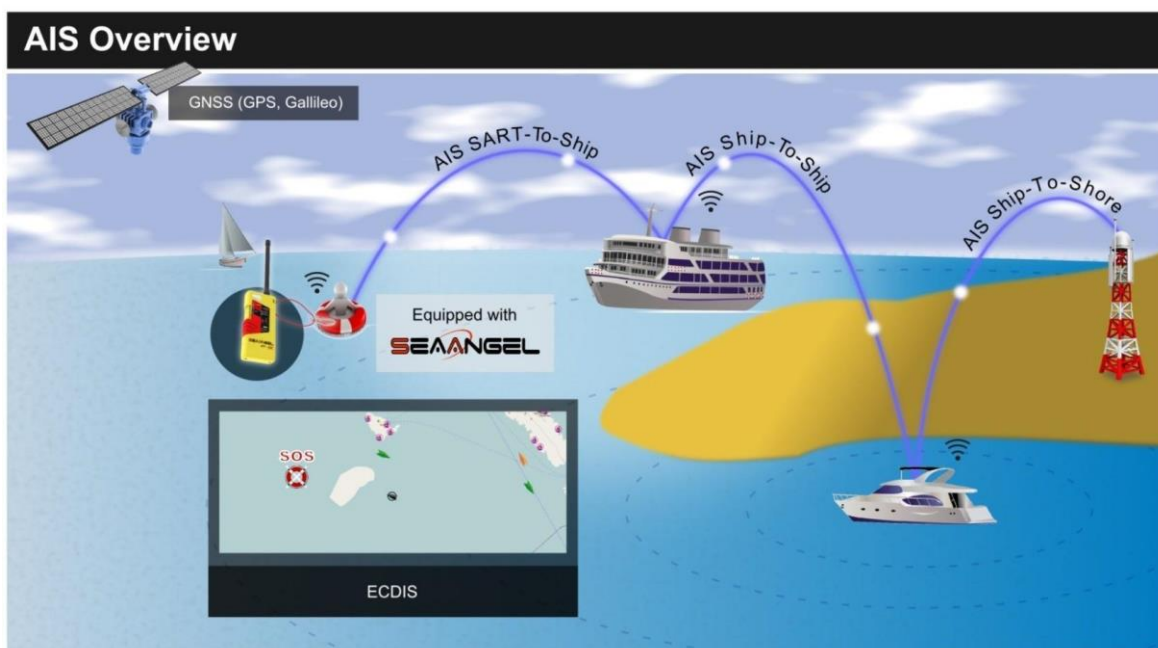 AIS Overview
GNSS (GPS, Gallileo)
AIS SART-To-Ship
AIS Ship-To-Ship
AIS Ship-To-Shore
Equipped with
SEAANGEL
SEAANGEL
SOS
ECDIS